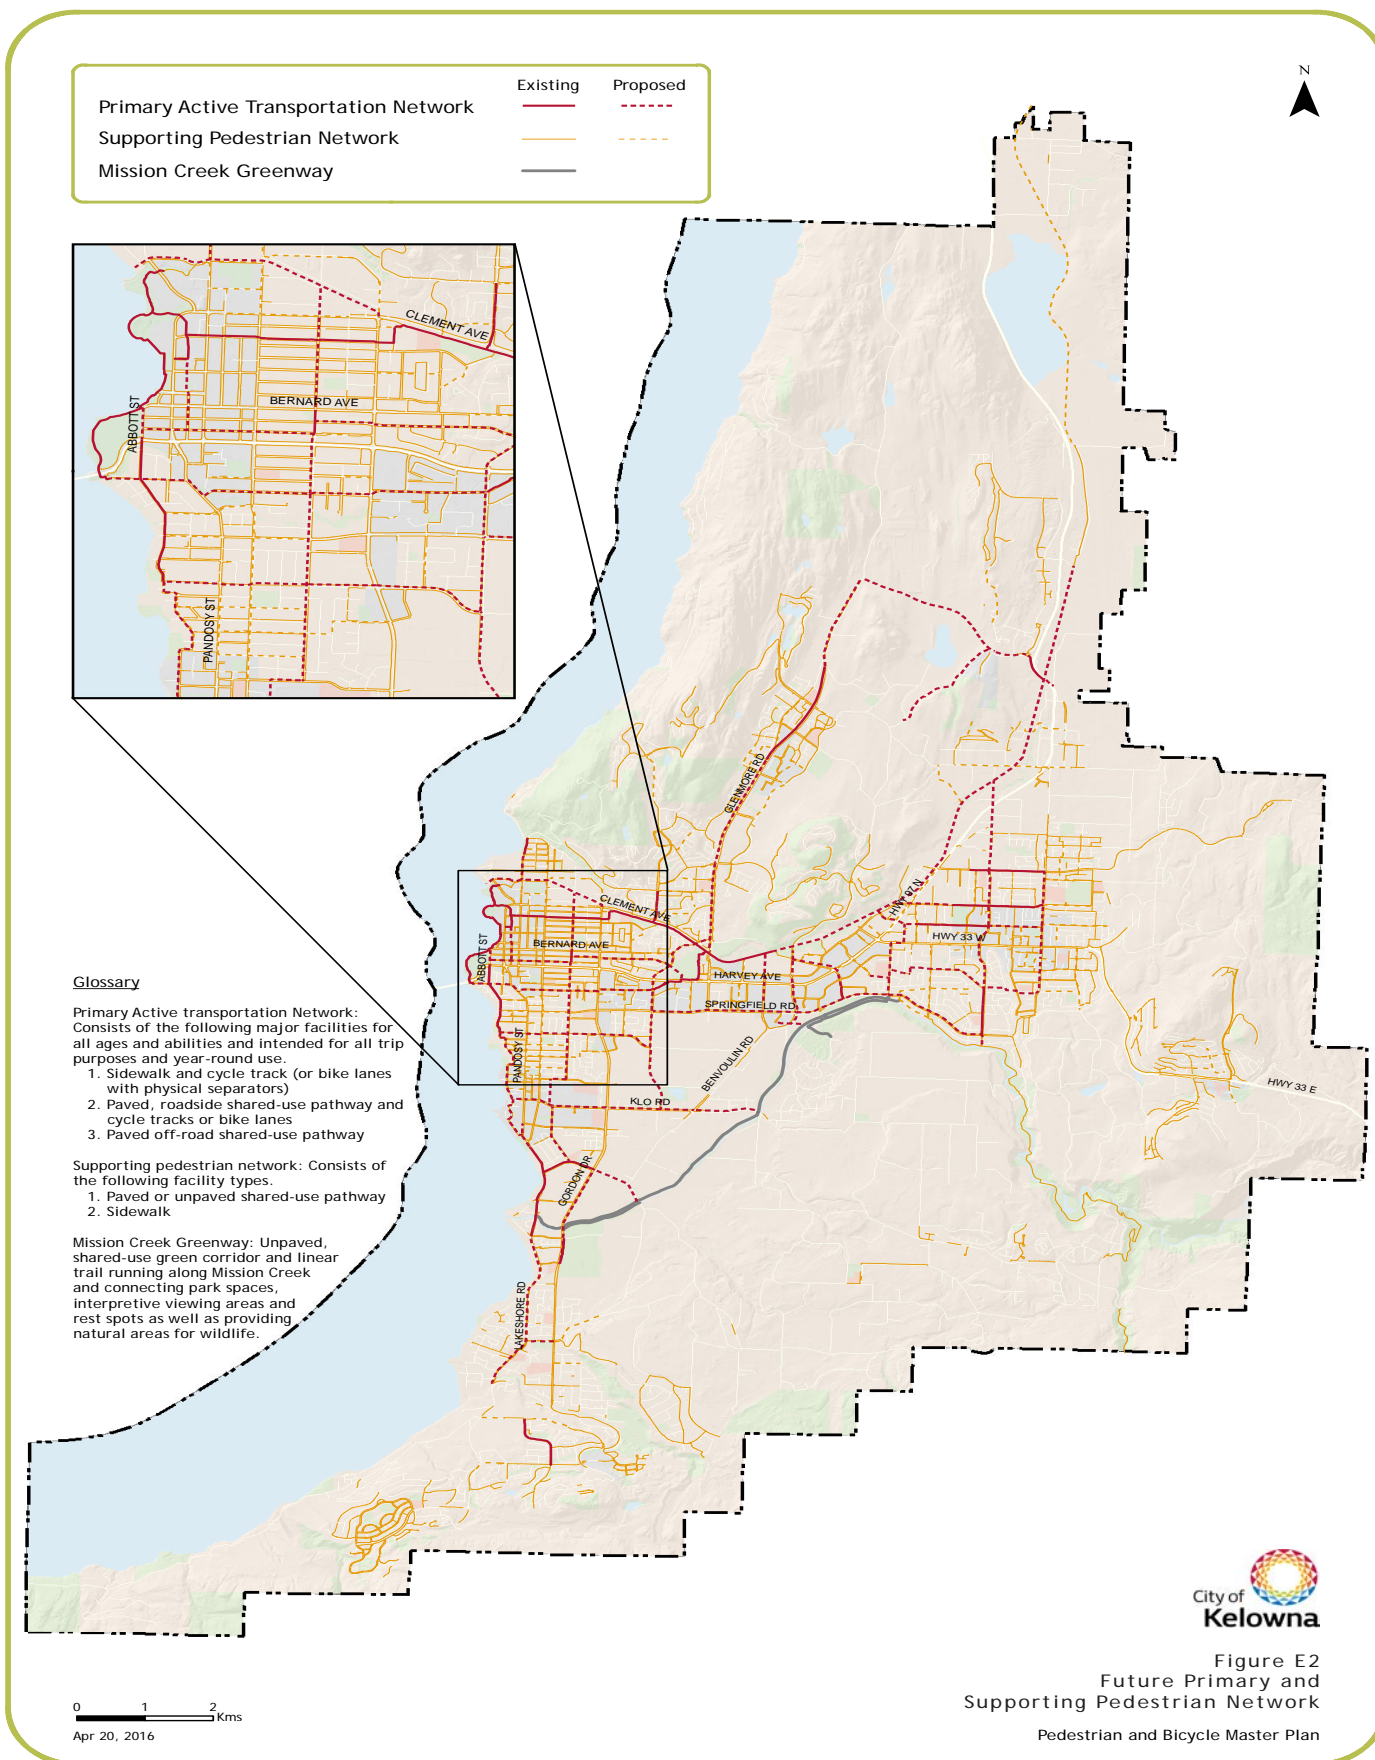 Existing Proposed
Primary Active Transportation Network
Supporting Pedestrian Network
Mission Creek Greenway
N
CLEMENT AVE
BERNARD AVE
ABBOTT ST
PANDOSY ST
GLENMORE RD
CLEMENT AVE
HWY 97 N
BERNARD AVE
HWY 33 W
ABBOTT ST
HARVEY AVE
SPRINGFIELD RD
PANDOSY ST
BENVOULIN RD
HWY 33 E
KLO RD
GORDON DR
LAKESHORE RD
Glossary
Primary Active transportation Network:
Consists of the following major facilities for
all ages and abilities and intended for all trip
purposes and year-round use.
1. Sidewalk and cycle track (or bike lanes
with physical separators)
2. Paved, roadside shared-use pathway and
cycle tracks or bike lanes
3. Paved off-road shared-use pathway
Supporting pedestrian network: Consists of
the following facility types.
1. Paved or unpaved shared-use pathway
2. Sidewalk
Mission Creek Greenway: Unpaved,
shared-use green corridor and linear
trail running along Mission Creek
and connecting park spaces,
interpretive viewing areas and
rest spots as well as providing
natural areas for wildlife.
City of
Kelowna
Figure E2
Future Primary and
Supporting Pedestrian Network
Pedestrian and Bicycle Master Plan
0 1 2
Kms
Apr 20, 2016